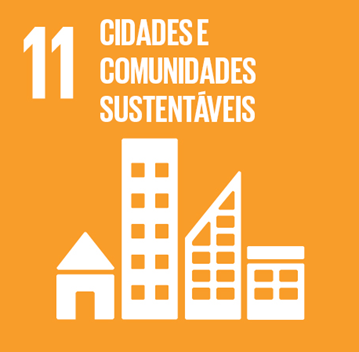 11
CIDADES E
COMUNIDADES
SUSTENTÁVEIS